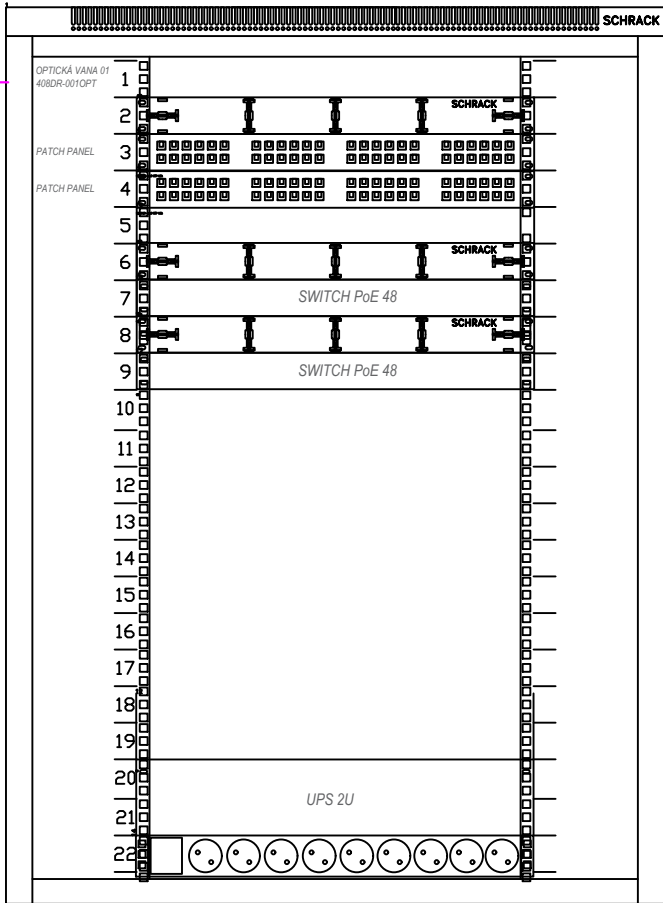 SCHRACK
OPTICKÁ VANA 01
408DR-001OPT
1
2
SCHRACK
PATCH PANEL
3
PATCH PANEL
4
5
6
SCHRACK
7
SWITCH PoE 48
8
SCHRACK
9
SWITCH PoE 48
10
11
12
13
14
15
16
17
18
19
20
UPS 2U
21
22